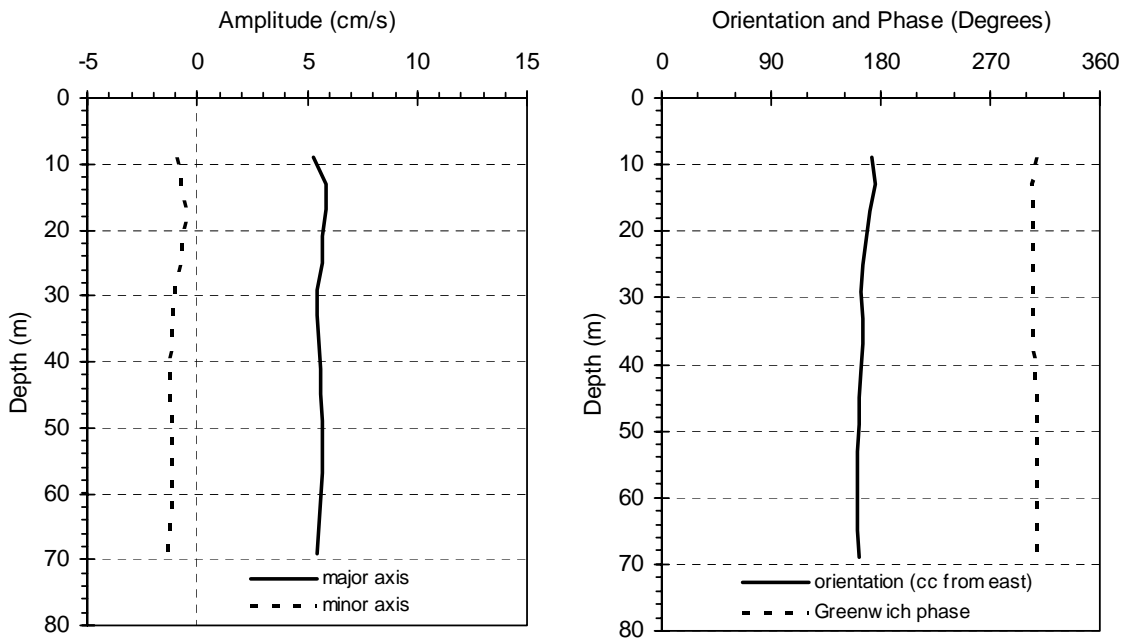 Amplitude (cm/s)
-5 0 5 10 15
0
10
20
30
40
50
60
70
80
Depth (m)
major axis
minor axis
Orientation and Phase (Degrees)
0 90 180 270 360
0
10
20
30
40
50
60
70
80
Depth (m)
orientation (cc from east)
Greenwich phase